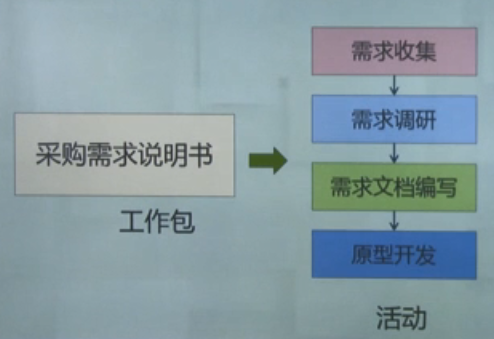 需求收集
需求调研
采购需求说明书
需求文档编写
工作包
原型开发
活动